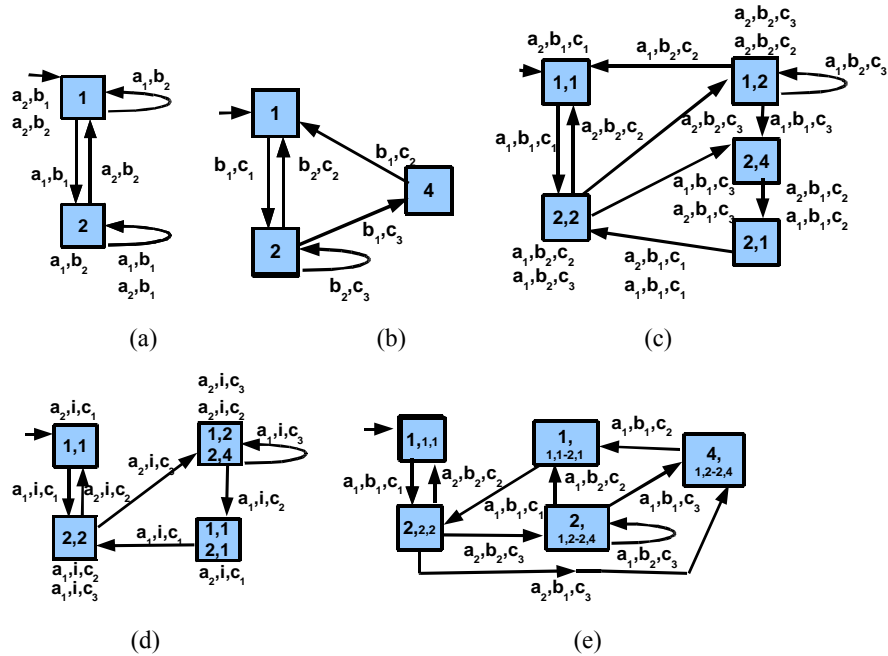 a₂,b₁
a₂,b₂
1
a₁,b₂
a₁,b₁
a₂,b₂
2
a₁,b₂
a₁,b₁
a₂,b₁
(a)
1
b₁,c₁
b₂,c₂
b₁,c₂
4
2
b₁,c₃
b₂,c₃
(b)
a₂,b₁,c₁
1,1
a₁,b₂,c₂
a₂,b₂,c₃
a₂,b₂,c₂
1,2
a₁,b₂,c₃
a₁,b₁,c₁
a₂,b₂,c₂
a₂,b₂,c₃
a₁,b₁,c₃
2,4
a₁,b₁,c₃
a₂,b₁,c₃
a₂,b₁,c₂
a₁,b₁,c₂
2,2
2,1
a₁,b₂,c₂
a₁,b₂,c₃
a₂,b₁,c₁
a₁,b₁,c₁
(c)
a₂,i,c₁
1,1
a₂,i,c₃
a₂,i,c₂
1,2
2,4
a₁,i,c₃
a₂,i,c₃
a₁,i,c₁
a₂,i,c₂
a₁,i,c₂
2,2
a₁,i,c₁
1,1
2,1
a₁,i,c₂
a₁,i,c₃
a₂,i,c₁
(d)
1,1,1,1
1,
1,1-2,1
a₁,b₁,c₂
4,
1,2-2,4
a₁,b₁,c₁
a₂,b₂,c₂
a₁,b₁,c₁
a₁,b₂,c₂
a₁,b₁,c₃
2,2,2,2
2,
1,2-2,4
a₂,b₂,c₃
a₁,b₂,c₃
a₂,b₁,c₃
(e)